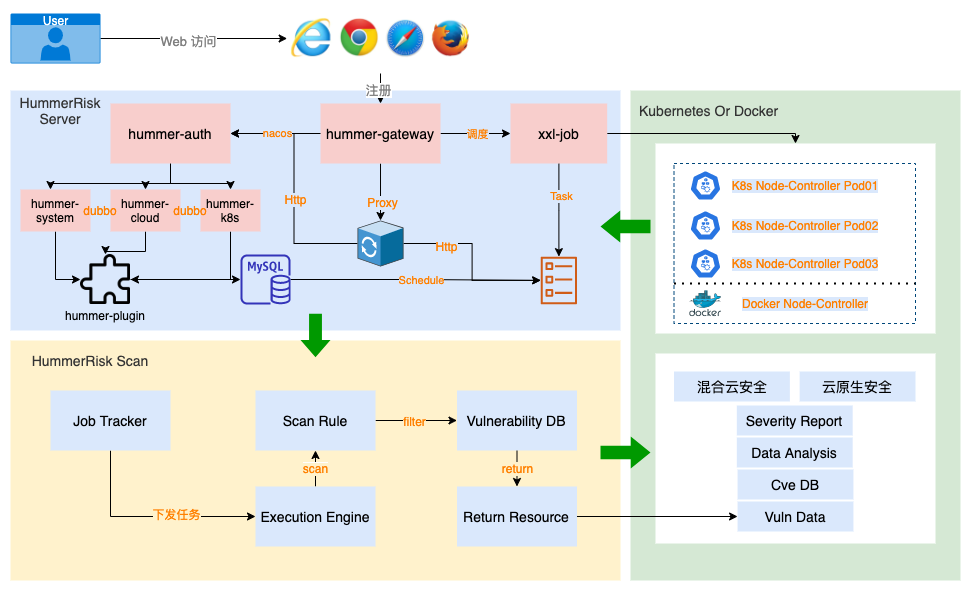 User
Web 访问
注册
HummerRisk
Server
hummer-auth
nacos
hummer-gateway
调度
xxl-job
hummer-
system
dubbo
hummer-
cloud
dubbo
hummer-
k8s
Http
Proxy
Task
Http
Schedule
MySQL
hummer-plugin
Kubernetes Or Docker
K8s Node-Controller Pod01
K8s Node-Controller Pod02
K8s Node-Controller Pod03
docker
Docker Node-Controller
HummerRisk Scan
Job Tracker
Scan Rule
filter
Vulnerability DB
scan
return
下发任务
Execution Engine
Return Resource
混合云安全
云原生安全
Severity Report
Data Analysis
Cve DB
Vuln Data